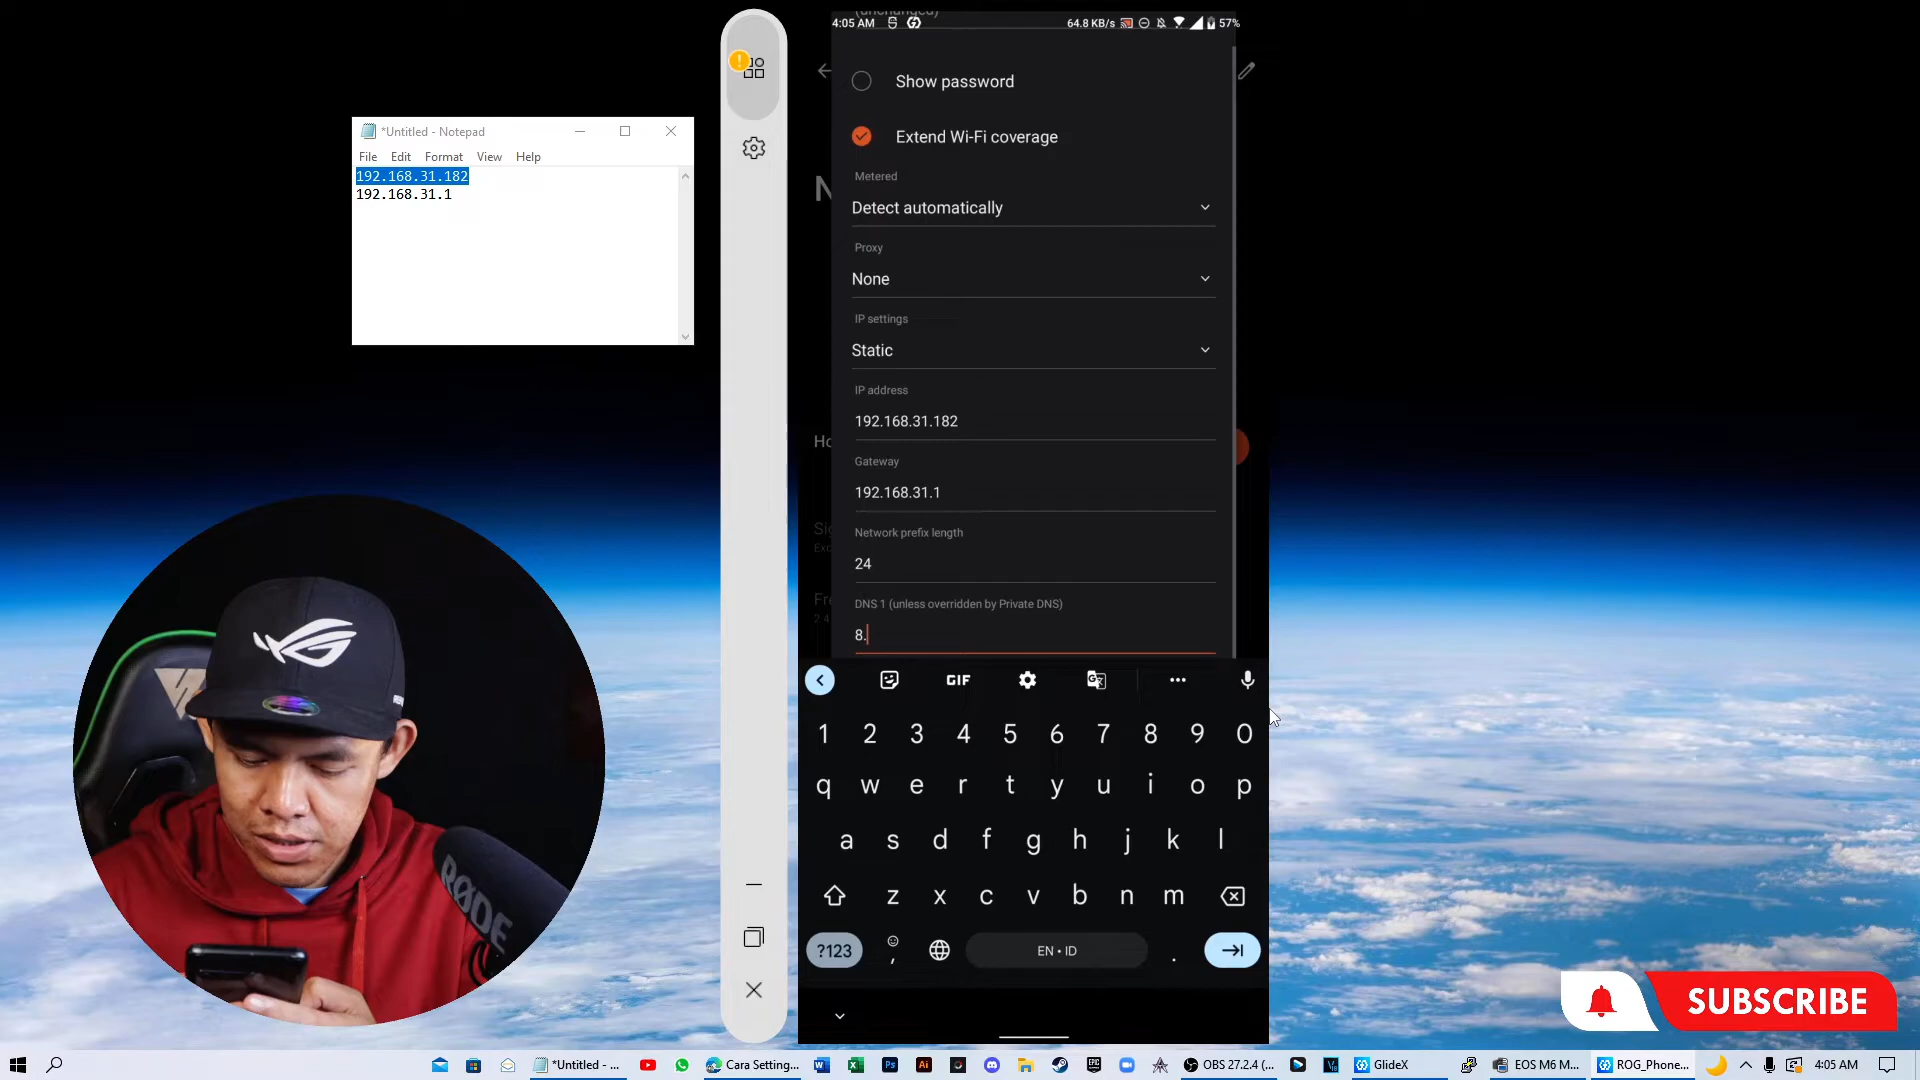 *Untitled - Notepad
File Edit Format View Help
192.168.31.182
192.168.31.1
4:05 AM
64.8 KB/s
57%
Show password
Extend Wi-Fi coverage
Metered
Detect automatically
Proxy
None
IP settings
Static
IP address
192.168.31.182
Gateway
192.168.31.1
Network prefix length
24
DNS 1 (unless overridden by Private DNS)
8.
GIF
1 2 3 4 5 6 7 8 9 0
q w e r t y u i o p
a s d f g h j k l
z x c v b n m
?123 , EN • ID .
RØDE
SUBSCRIBE
*Untitled - ...
Cara Setting...
OBS 27.2.4 (...
GlideX
EOS M6 M...
ROG_Phone...
4:05 AM